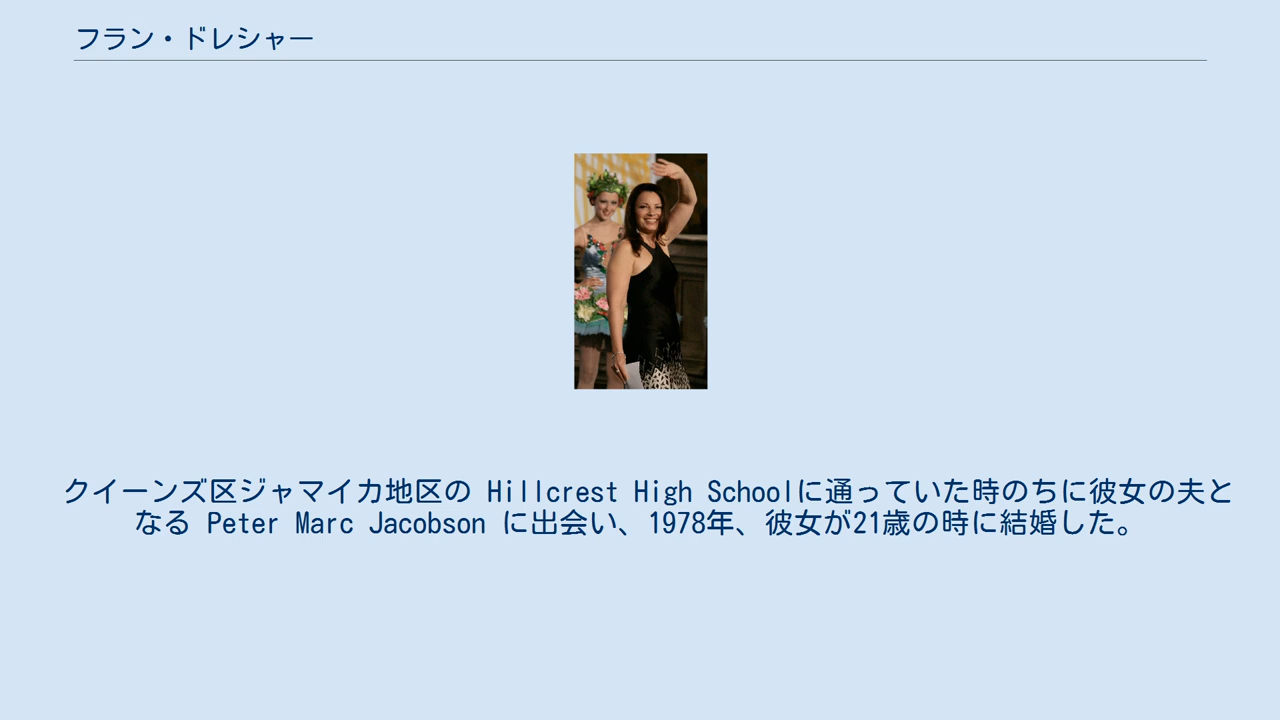 フラン・ドレシャー
クイーンズ区ジャマイカ地区の Hillcrest High Schoolに通っていた時のちに彼女の夫と
なる Peter Marc Jacobson に出会い、1978年、彼女が21歳の時に結婚した。